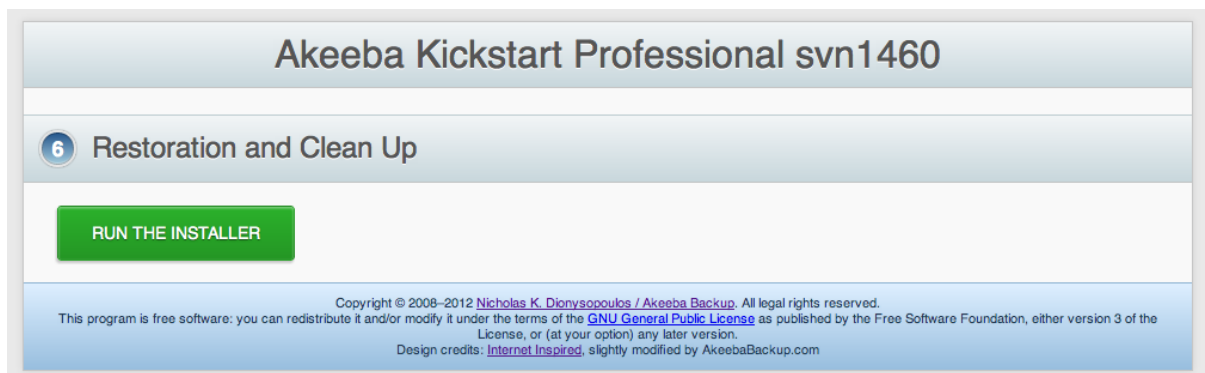 Akeeba Kickstart Professional svn1460
6 Restoration and Clean Up
RUN THE INSTALLER
Copyright © 2008–2012 Nicholas K. Dionysopoulos / Akeeba Backup. All legal rights reserved.
This program is free software: you can redistribute it and/or modify it under the terms of the GNU General Public License as published by the Free Software Foundation, either version 3 of the
License, or (at your option) any later version.
Design credits: Internet Inspired, slightly modified by AkeebaBackup.com